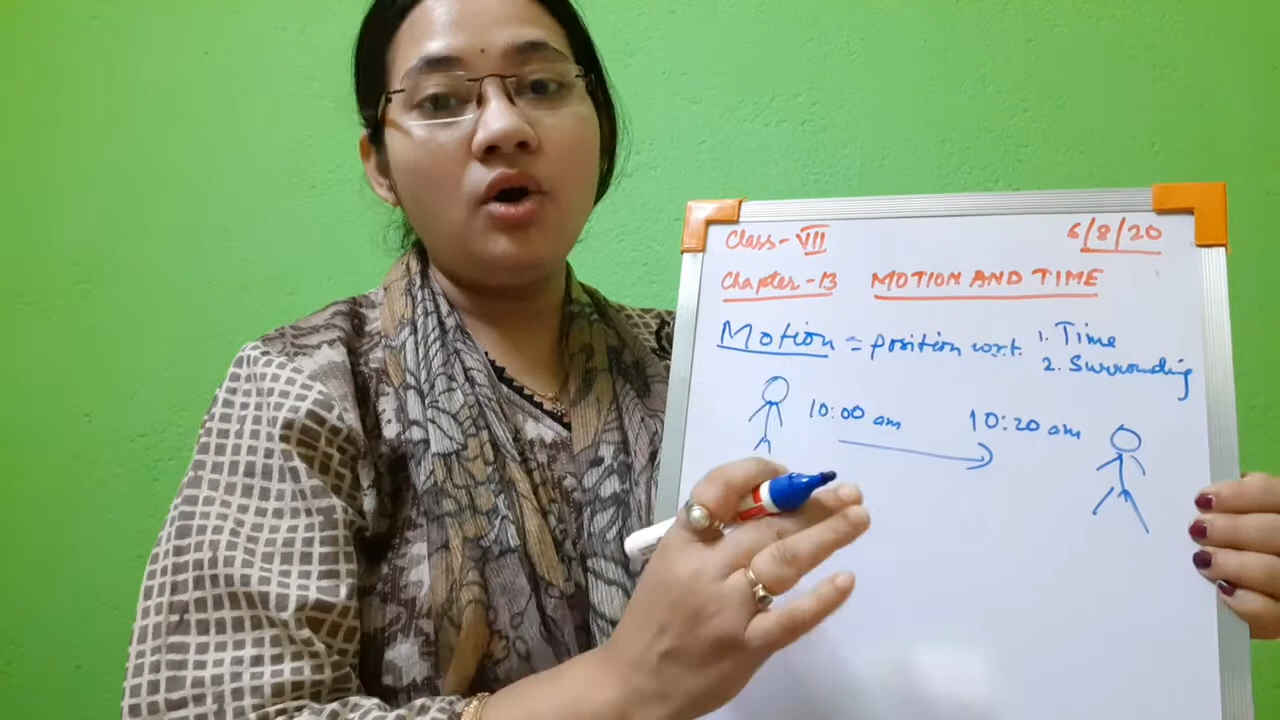 Class-VII 6/8/20
Chapter-13 MOTION AND TIME
Motion = position w.r.t. 1. Time
2. Surrounding
10:00 am 10:20 am